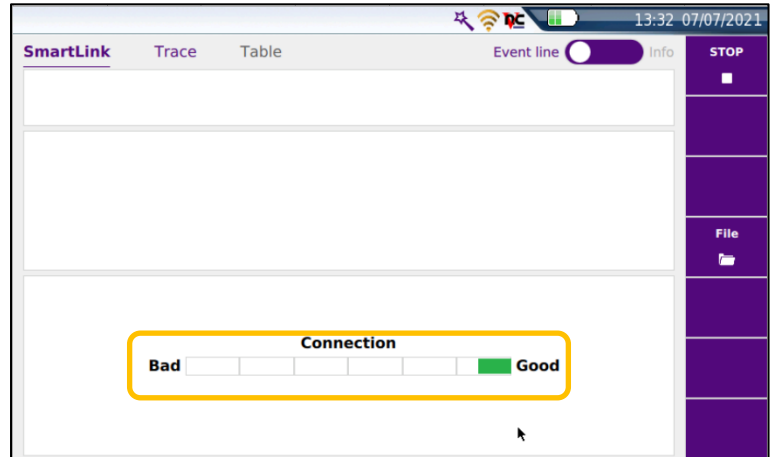 13:32 07/07/2021
SmartLink Trace Table Event line Info STOP
File
Connection
Bad Good